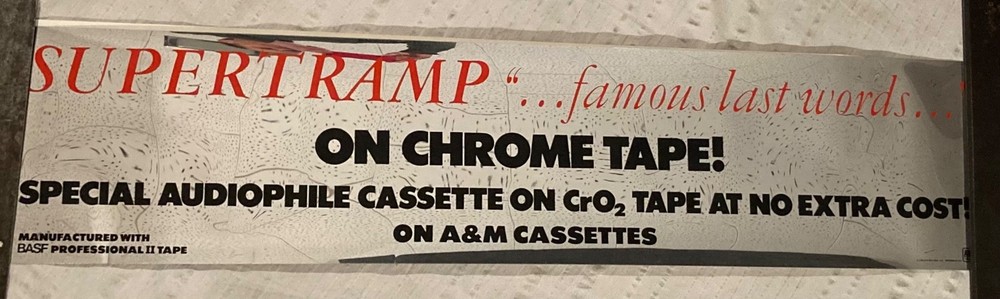 SUPERTRAMP “...famous last words...”
ON CHROME TAPE!
SPECIAL AUDIOPHILE CASSETTE ON CrO₂ TAPE AT NO EXTRA COST!
ON A&M CASSETTES
MANUFACTURED WITH
BASF PROFESSIONAL II TAPE